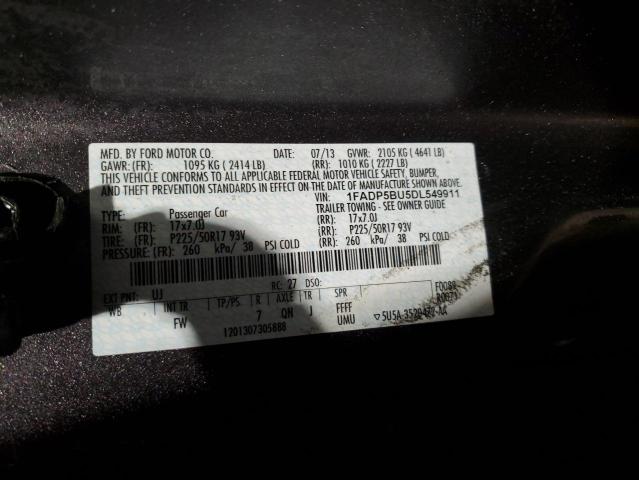 MFD. BY FORD MOTOR CO. DATE: 07/13 GVWR: 2105 KG ( 4641 LB)
GAWR: (FR): 1095 KG ( 2414 LB) (RR): 1010 KG ( 2227 LB)
THIS VEHICLE CONFORMS TO ALL APPLICABLE FEDERAL MOTOR VEHICLE SAFETY, BUMPER,
AND THEFT PREVENTION STANDARDS IN EFFECT ON THE DATE OF MANUFACTURE SHOWN ABOVE.
VIN: 1FADP5BU5DL549911
TYPE: Passenger Car TRAILER TOWING - SEE OWNER GUIDE
RIM: (FR): 17x7.0J (RR): 17x7.0J
TIRE: (FR): P225/50R17 93V (RR): P225/50R17 93V
PRESSURE: (FR): 260 kPa/ 38 PSI COLD (RR): 260 kPa/ 38 PSI COLD
EXT PNT: UJ RC: 27 DSO: F0088
WB INT TR TP/PS R AXLE TR SPR
FW 7 QN J FFFF
1201307305888 UMU